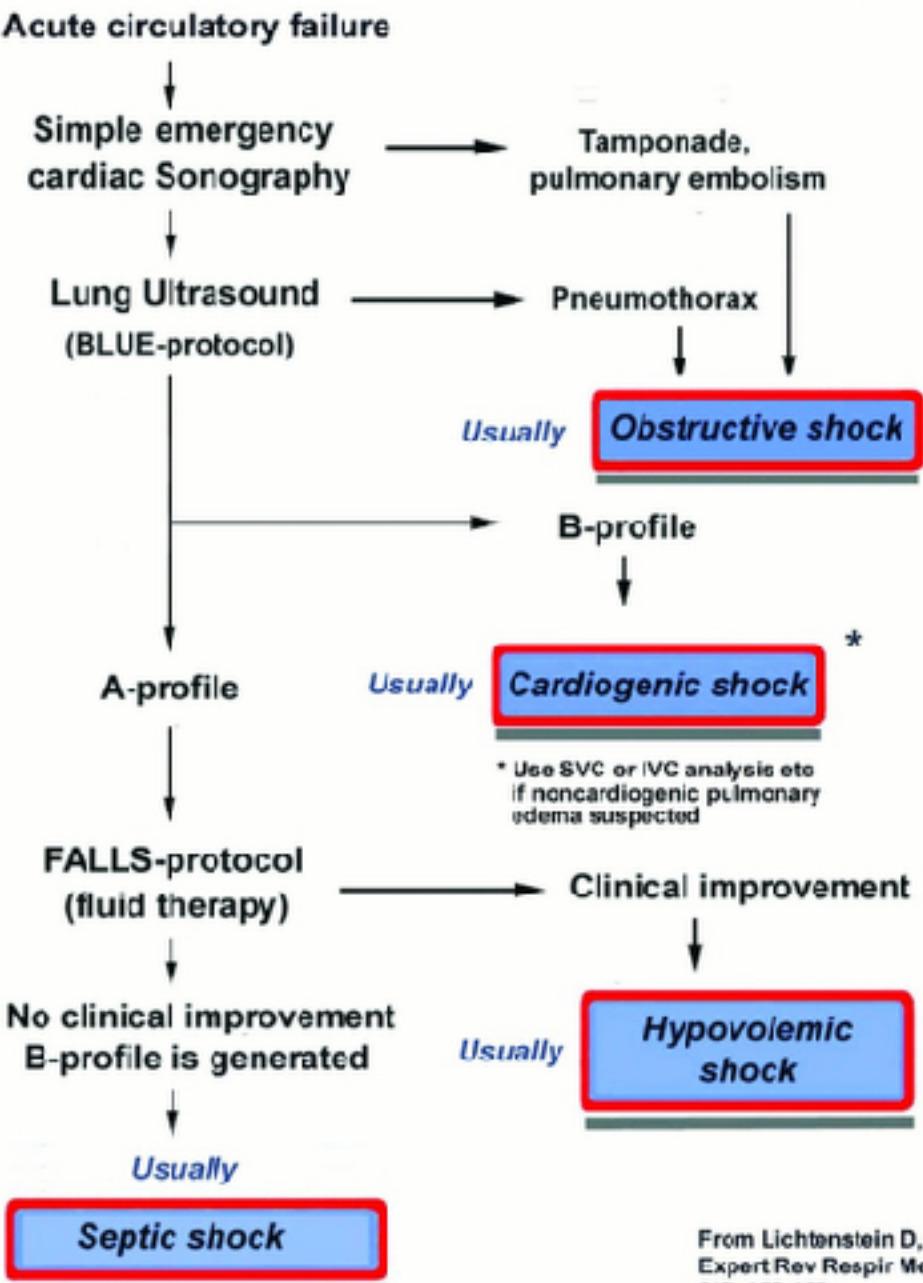 Acute circulatory failure
Simple emergency
cardiac Sonography
Tamponade,
pulmonary embolism
Lung Ultrasound
(BLUE-protocol)
Pneumothorax
Usually
Obstructive shock
B-profile
A-profile
Usually
Cardiogenic shock
*
* Use SVC or IVC analysis etc
if noncardiogenic pulmonary
edema suspected
FALLS-protocol
(fluid therapy)
Clinical improvement
No clinical improvement
B-profile is generated
Usually
Hypovolemic
shock
Usually
Septic shock
From Lichtenstein D,
Expert Rev Respir Me